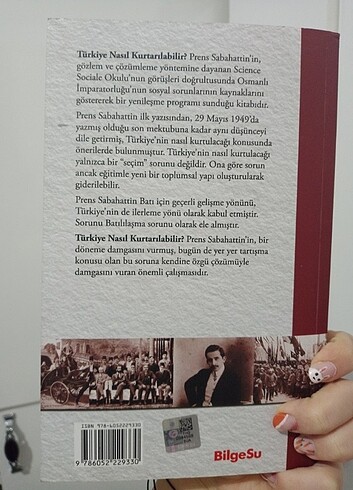 Türkiye Nasıl Kurtarılabilir? Prens Sabahattin'in,
gözlem ve çözümleme yöntemine dayanan Science
Sociale Okulu'nun görüşleri doğrultusunda Osmanlı
İmparatorluğu'nun sosyal sorunlarının kaynaklarını
göstererek bir yenileşme programı sunduğu kitabıdır.
Prens Sabahattin ilk yazısından, 29 Mayıs 1949'da
yazmış olduğu son mektubuna kadar aynı düşünceyi
dile getirmiş, Türkiye'nin nasıl kurtulacağı konusunda
önerilerde bulunmuştur. Türkiye'nin nasıl kurtulacağı
yalnızca bir "seçim" sorunu değildir. Ona göre sorun
ancak eğitimle yeni bir toplumsal yapı oluşturularak
giderilebilir.
Prens Sabahattin Batı için geçerli gelişme yönünü,
Türkiye'nin de ilerleme yönü olarak kabul etmiştir.
Sorunu Batılılaşma sorunu olarak ele almıştır.
Türkiye Nasıl Kurtarılabilir? Prens Sabahattin'in, bir
döneme damgasını vurmuş, bugün de yer yer tartışma
konusu olan bu soruna kendine özgü çözümüyle
damgasını vuran önemli çalışmasıdır.
9 786052 229330
BilgeSu